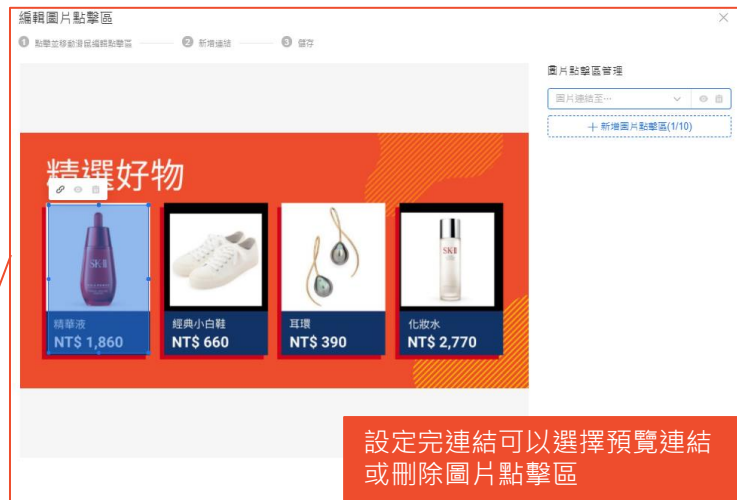 編輯圖片點擊區
1 點擊並移動滑鼠編輯點擊區
2 新增連結
3 儲存
圖片點擊區管理
圖片連結至…
＋ 新增圖片點擊區(1/10)
精選好物
SK-II
SK-II
精華液
NT$ 1,860
經典小白鞋
NT$ 660
耳環
NT$ 390
化妝水
NT$ 2,770
設定完連結可以選擇預覽連結
或刪除圖片點擊區